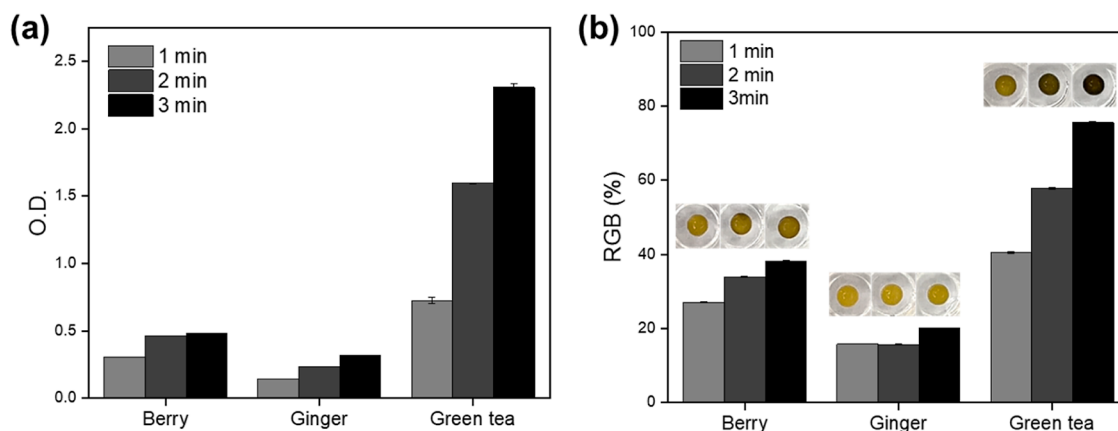 (a)
1 min
2 min
3 min
O.D.
2.5
2.0
1.5
1.0
0.5
0.0
Berry Ginger Green tea
(b)
1 min
2 min
3min
RGB (%)
100
80
60
40
20
0
Berry Ginger Green tea